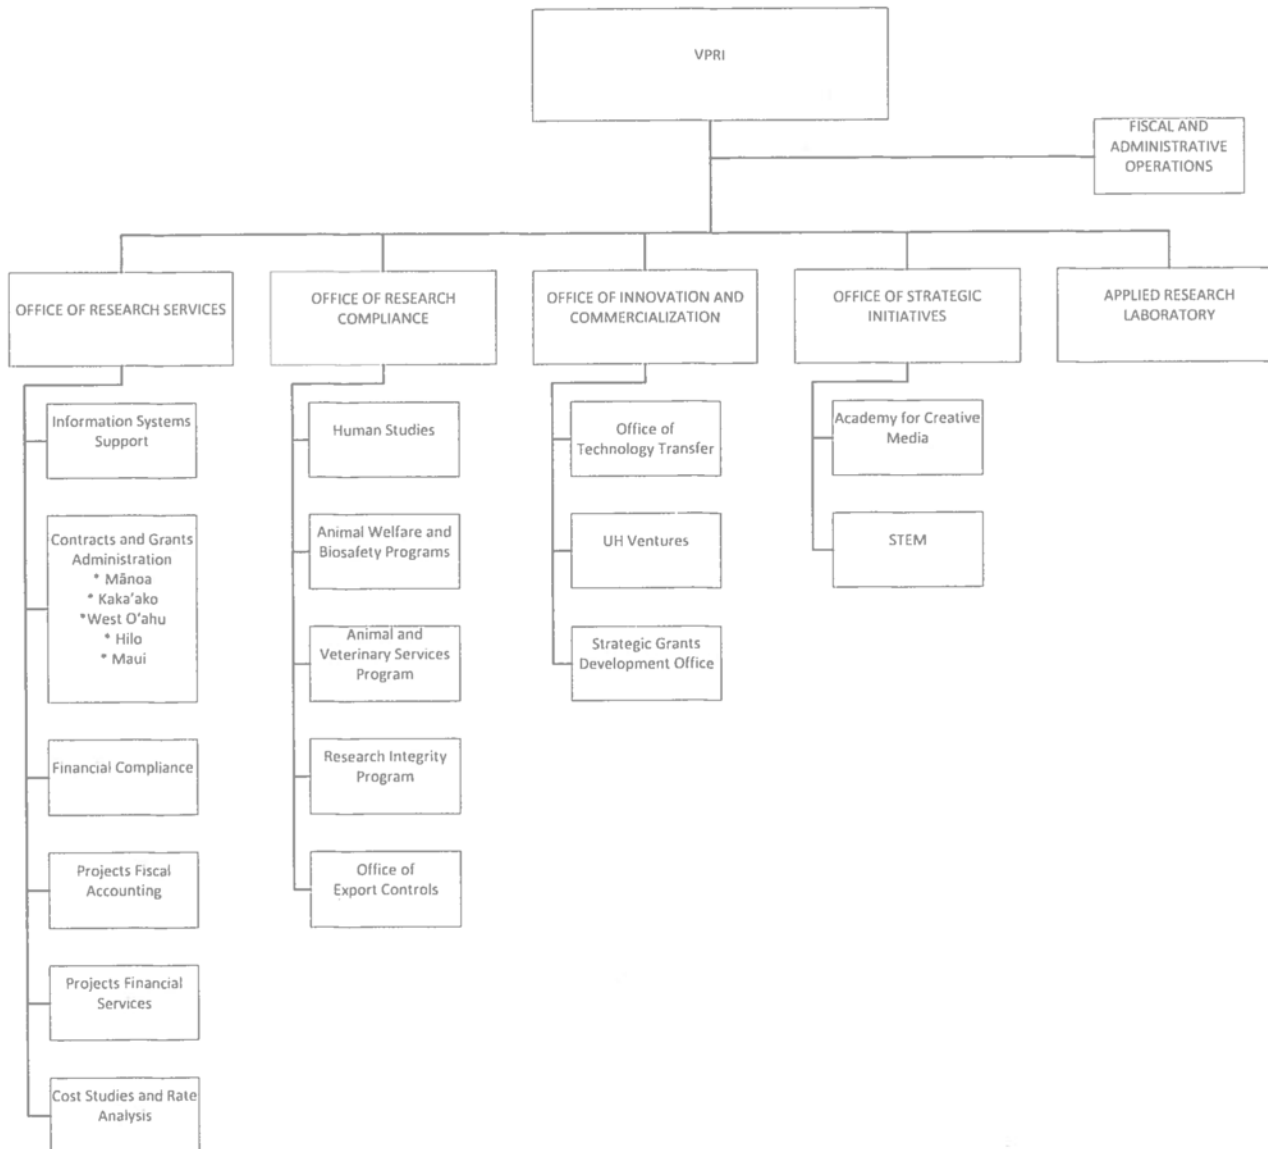 VPRI
FISCAL AND
ADMINISTRATIVE
OPERATIONS
OFFICE OF RESEARCH SERVICES
OFFICE OF RESEARCH
COMPLIANCE
OFFICE OF INNOVATION AND
COMMERCIALIZATION
OFFICE OF STRATEGIC
INITIATIVES
APPLIED RESEARCH
LABORATORY
Information Systems
Support
Contracts and Grants
Administration
* Mānoa
* Kaka'ako
*West O'ahu
* Hilo
* Maui
Financial Compliance
Projects Fiscal
Accounting
Projects Financial
Services
Cost Studies and Rate
Analysis
Human Studies
Animal Welfare and
Biosafety Programs
Animal and
Veterinary Services
Program
Research Integrity
Program
Office of
Export Controls
Office of
Technology Transfer
UH Ventures
Strategic Grants
Development Office
Academy for Creative
Media
STEM